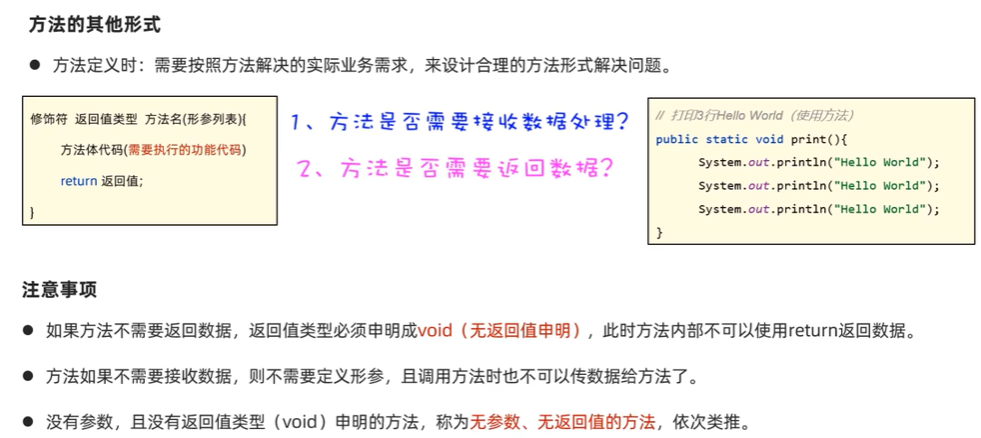 方法的其他形式
● 方法定义时：需要按照方法解决的实际业务需求，来设计合理的方法形式解决问题。
修饰符 返回值类型 方法名(形参列表){
方法体代码(需要执行的功能代码)
return 返回值;
}
1、方法是否需要接收数据处理？
2、方法是否需要返回数据？
// 打印3行Hello World（使用方法）
public static void print(){
System.out.println("Hello World");
System.out.println("Hello World");
System.out.println("Hello World");
}
注意事项
● 如果方法不需要返回数据，返回值类型必须申明成void（无返回值申明），此时方法内部不可以使用return返回数据。
● 方法如果不需要接收数据，则不需要定义形参，且调用方法时也不可以传数据给方法了。
● 没有参数，且没有返回值类型（void）申明的方法，称为无参数、无返回值的方法，依次类推。